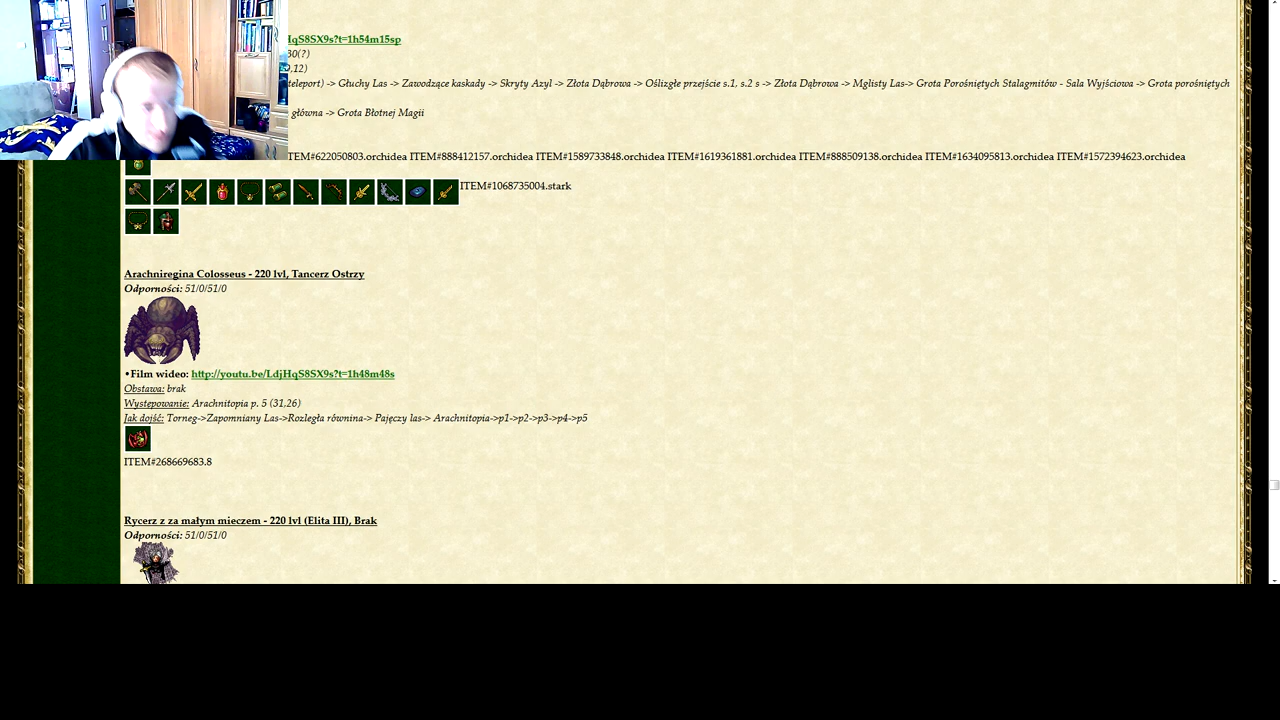 lqS8SX9s?t=1h54m15sp
30(?)
,12)
teleport) -> Głuchy Las -> Zawodzące kaskady -> Skryty Azyl -> Złota Dąbrowa -> Oślizgłe przejście s.1, s.2 s -> Złota Dąbrowa -> Mglisty Las-> Grota Porośniętych Stalagmitów - Sala Wyjściowa -> Grota porośniętych
główna -> Grota Błotnej Magii
ITEM#622050803.orchidea ITEM#888412157.orchidea ITEM#1589733848.orchidea ITEM#1619361881.orchidea ITEM#888509138.orchidea ITEM#1634095813.orchidea ITEM#1572394623.orchidea
ITEM#1068735004.stark
Arachniregina Colosseus - 220 lvl, Tancerz Ostrzy
Odporności: 51/0/51/0
•Film wideo: http://youtu.be/LdjHqS8SX9s?t=1h48m48s
Obstawa: brak
Występowanie: Arachnitopia p. 5 (31,26)
Jak dojść: Torneg->Zapomniany Las->Rozległa równina-> Pajęczy las-> Arachnitopia->p1->p2->p3->p4->p5
ITEM#268669683.8
Rycerz z za małym mieczem - 220 lvl (Elita III), Brak
Odporności: 51/0/51/0